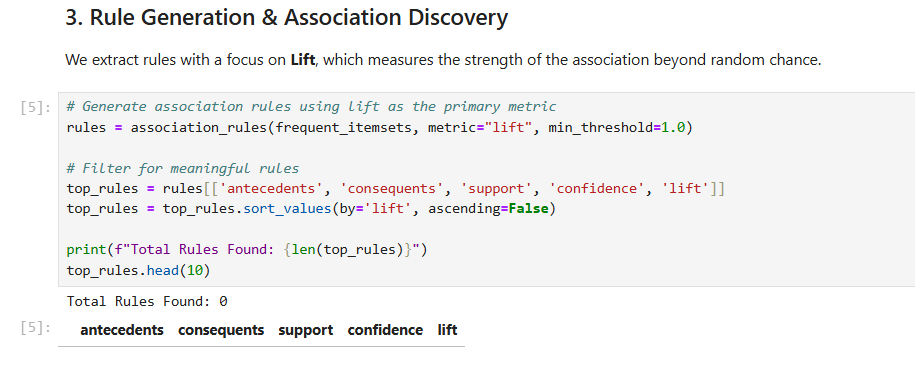 3. Rule Generation & Association Discovery
We extract rules with a focus on Lift, which measures the strength of the association beyond random chance.
[5]: # Generate association rules using lift as the primary metric
rules = association_rules(frequent_itemsets, metric="lift", min_threshold=1.0)
# Filter for meaningful rules
top_rules = rules[['antecedents', 'consequents', 'support', 'confidence', 'lift']]
top_rules = top_rules.sort_values(by='lift', ascending=False)
print(f"Total Rules Found: {len(top_rules)}")
top_rules.head(10)
Total Rules Found: 0
[5]: antecedents consequents support confidence lift